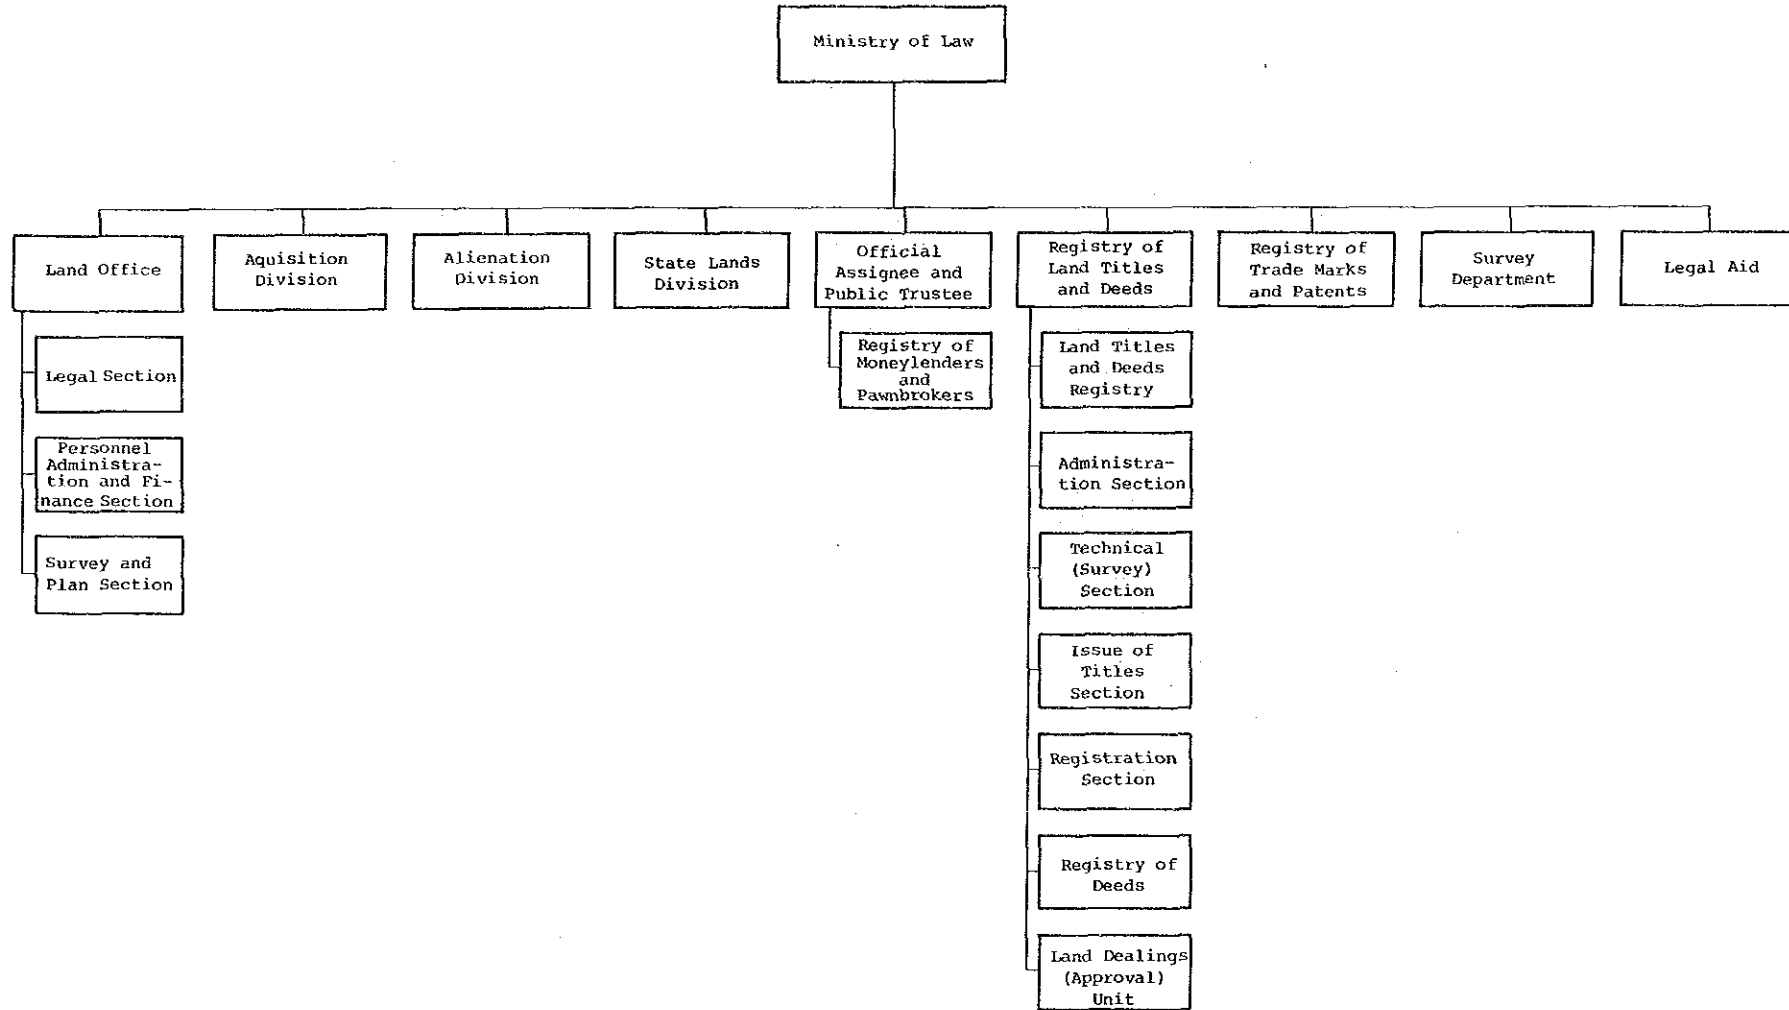 Ministry of Law
Land Office
Aquisition
Division
Alienation
Division
State Lands
Division
Official
Assignee and
Public Trustee
Registry of
Land Titles
and Deeds
Registry of
Trade Marks
and Patents
Survey
Department
Legal Aid
Legal Section
Personnel
Administra-
tion and Fi-
nance Section
Survey and
Plan Section
Registry of
Moneylenders
and
Pawnbrokers
Land Titles
and Deeds
Registry
Administra-
tion Section
Technical
(Survey)
Section
Issue of
Titles
Section
Registration
Section
Registry of
Deeds
Land Dealings
(Approval)
Unit